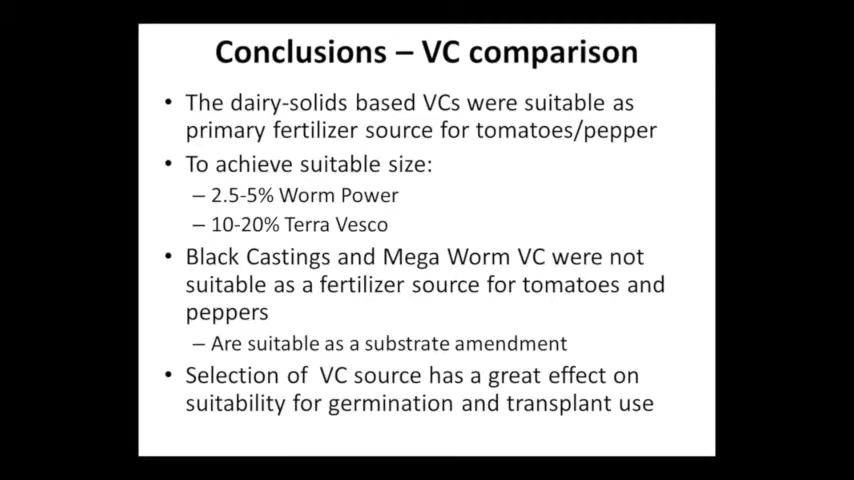 Conclusions – VC comparison
• The dairy-solids based VCs were suitable as
primary fertilizer source for tomatoes/pepper
• To achieve suitable size:
– 2.5-5% Worm Power
– 10-20% Terra Vesco
• Black Castings and Mega Worm VC were not
suitable as a fertilizer source for tomatoes and
peppers
– Are suitable as a substrate amendment
• Selection of VC source has a great effect on
suitability for germination and transplant use